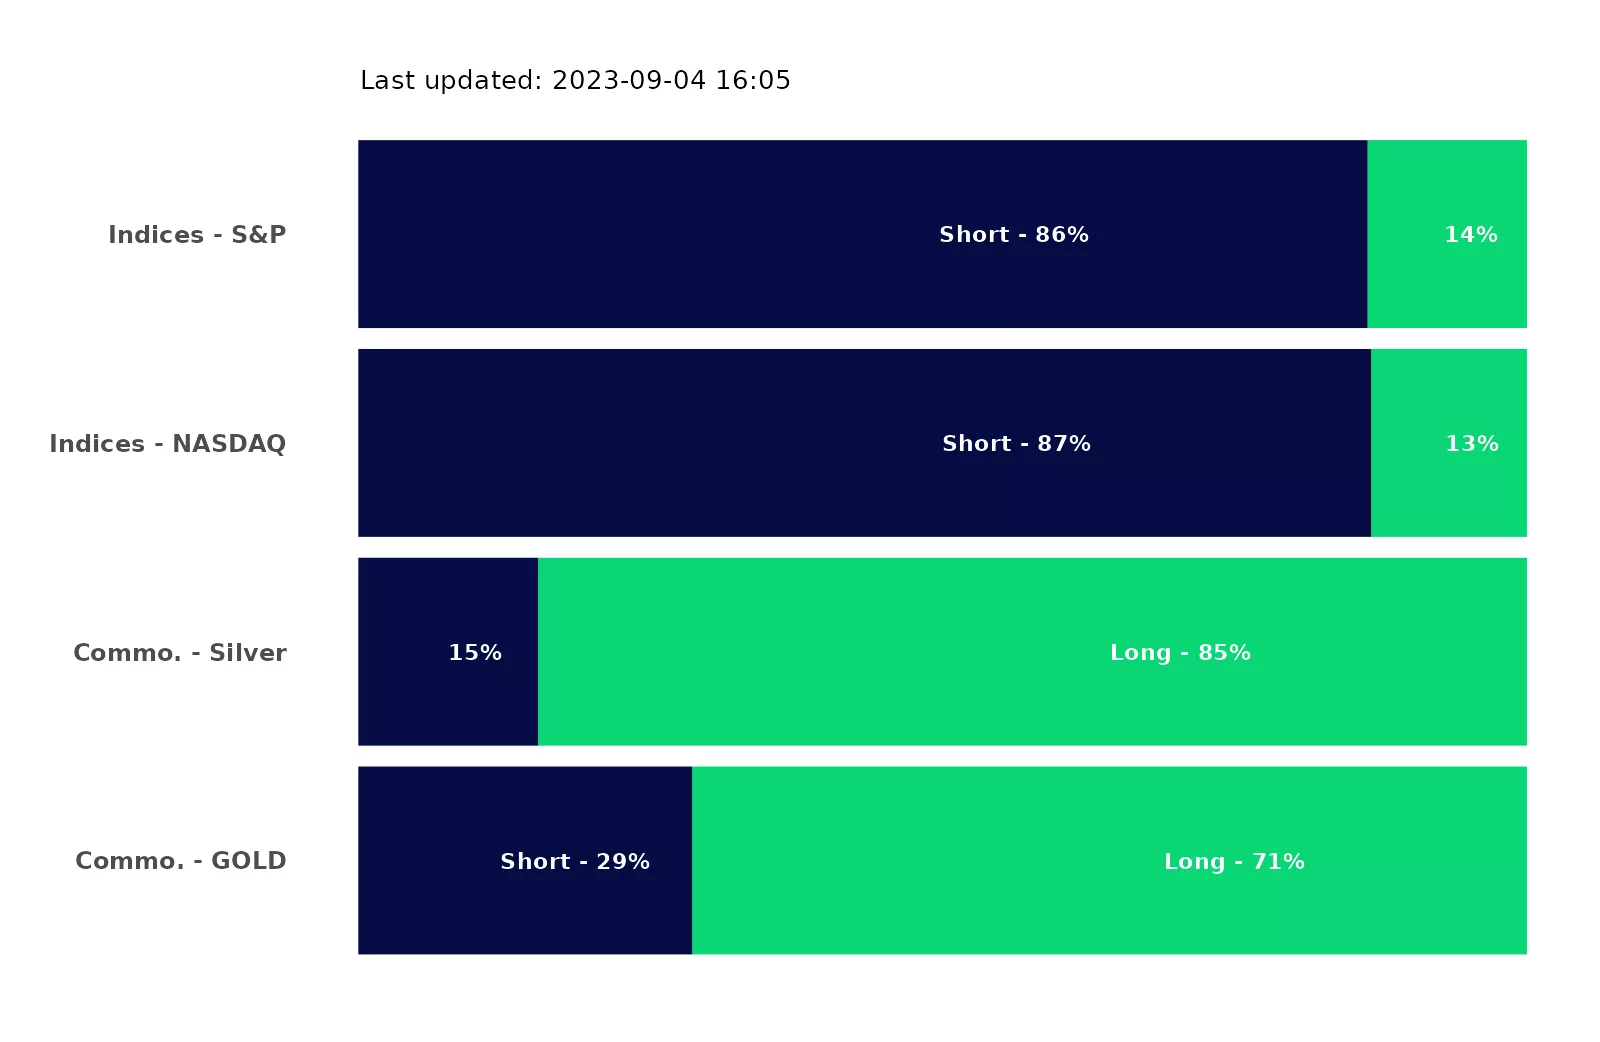 Last updated: 2023-09-04 16:05
Indices - S&P
Short - 86%
14%
Indices - NASDAQ
Short - 87%
13%
Commo. - Silver
15%
Long - 85%
Commo. - GOLD
Short - 29%
Long - 71%